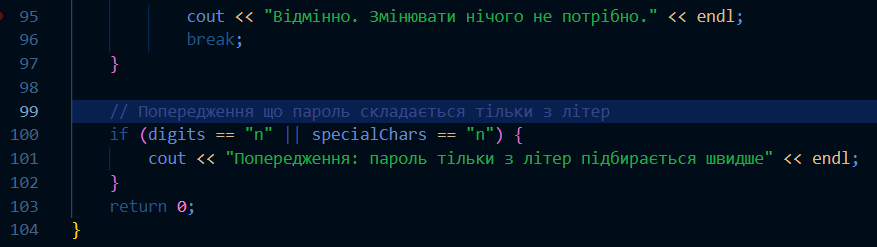 95 cout << "Відмінно. Змінювати нічого не потрібно." << endl;
96 break;
97 }
98
99 // Попередження що пароль складається тільки з літер
100 if (digits == "n" || specialChars == "n") {
101 cout << "Попередження: пароль тільки з літер підбирається швидше" << endl;
102 }
103 return 0;
104 }